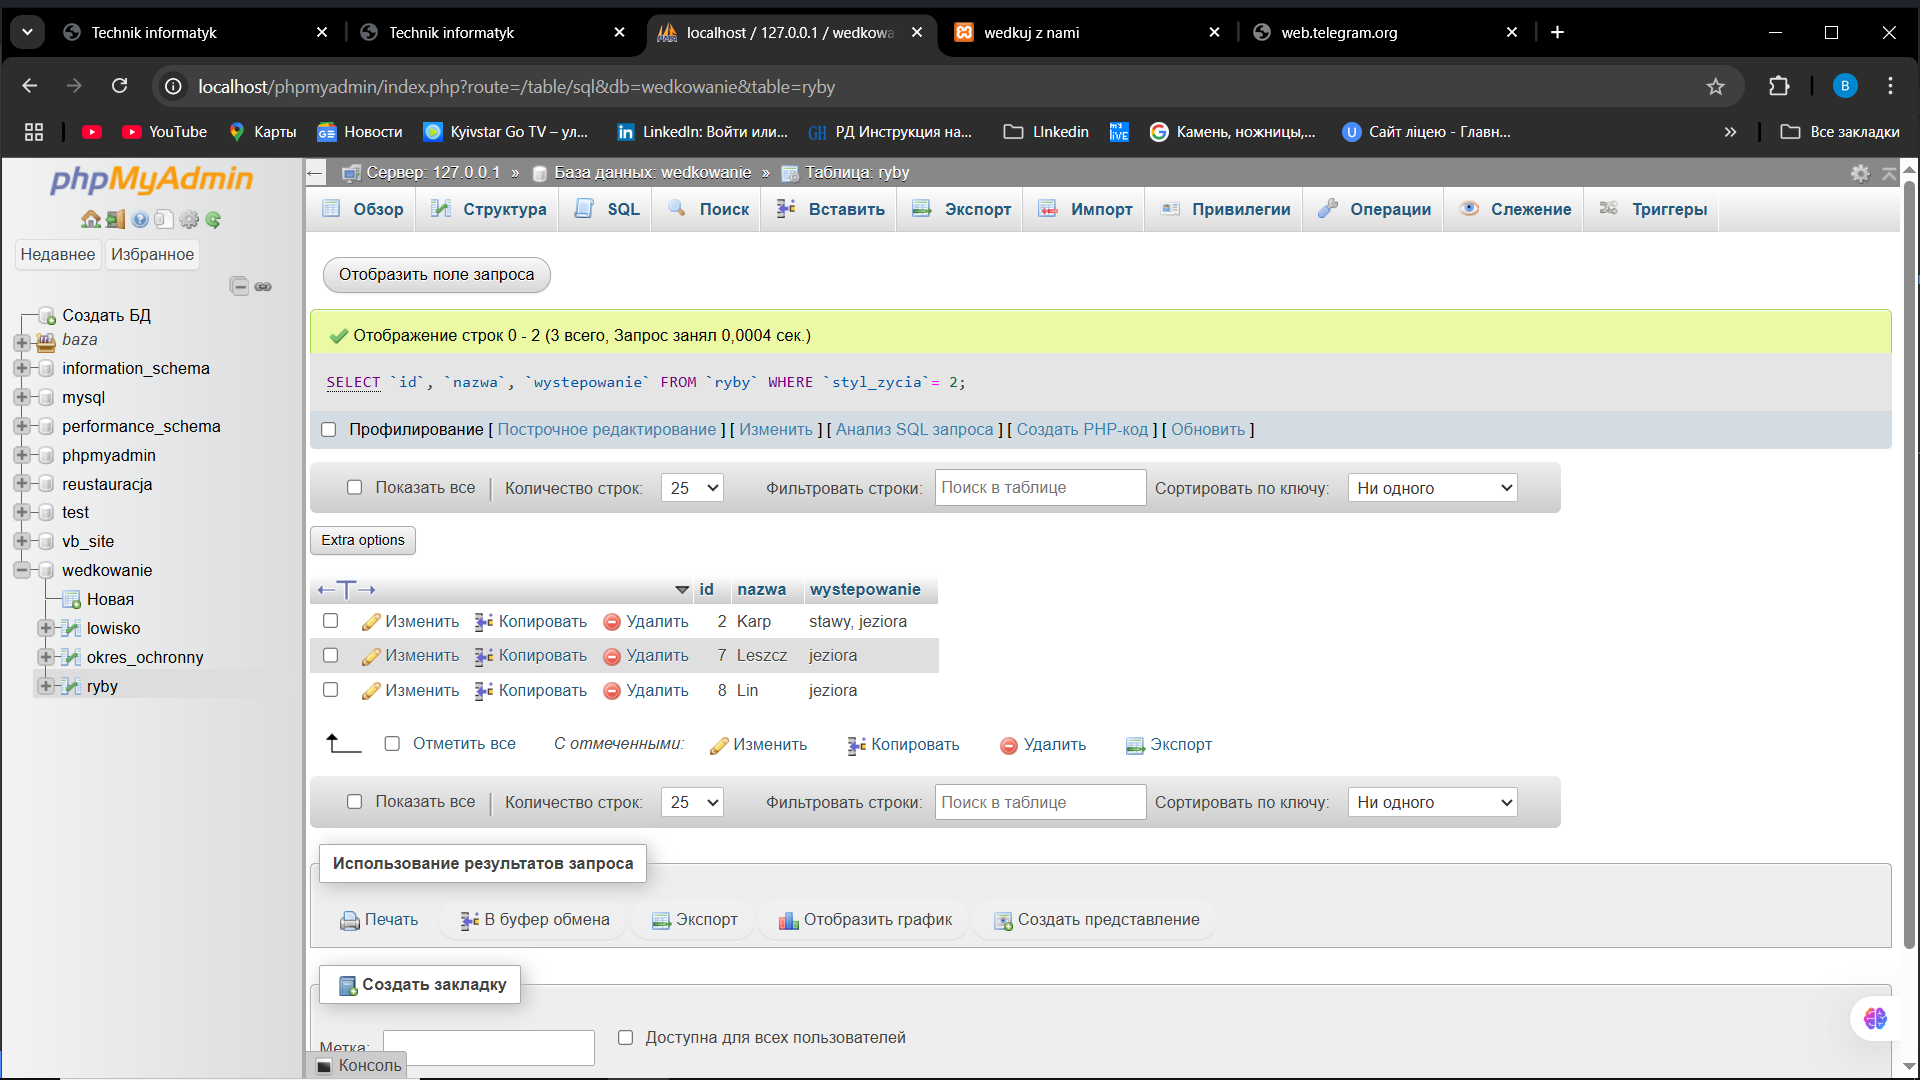 Technik informatyk
Technik informatyk
localhost / 127.0.0.1 / wedkowa
wedkuj z nami
web.telegram.org
localhost/phpmyadmin/index.php?route=/table/sql&db=wedkowanie&table=ryby
B
YouTube
Карты
Новости
Kyivstar Go TV – ул...
LinkedIn: Войти или...
РД Инструкция на...
LInkedin
Камень, ножницы,...
Сайт ліцею - Главн...
»
Все закладки
phpMyAdmin
Недавнее
Избранное
Создать БД
baza
information_schema
mysql
performance_schema
phpmyadmin
reustauracja
test
vb_site
wedkowanie
Новая
lowisko
okres_ochronny
ryby
Сервер: 127.0.0.1 » База данных: wedkowanie » Таблица: ryby
Обзор
Структура
SQL
Поиск
Вставить
Экспорт
Импорт
Привилегии
Операции
Слежение
Триггеры
Отобразить поле запроса
Отображение строк 0 - 2 (3 всего, Запрос занял 0,0004 сек.)
SELECT `id`, `nazwa`, `wystepowanie` FROM `ryby` WHERE `styl_zycia`= 2;
Профилирование [ Построчное редактирование ] [ Изменить ] [ Анализ SQL запроса ] [ Создать PHP-код ] [ Обновить ]
Показать все | Количество строк: 25 Фильтровать строки: Поиск в таблице Сортировать по ключу: Ни одного
Extra options
←T→ id nazwa wystepowanie
Изменить Копировать Удалить 2 Karp stawy, jeziora
Изменить Копировать Удалить 7 Leszcz jeziora
Изменить Копировать Удалить 8 Lin jeziora
Отметить все С отмеченными: Изменить Копировать Удалить Экспорт
Показать все | Количество строк: 25 Фильтровать строки: Поиск в таблице Сортировать по ключу: Ни одного
Использование результатов запроса
Печать В буфер обмена Экспорт Отобразить график Создать представление
Создать закладку
Метка: Доступна для всех пользователей
Консоль